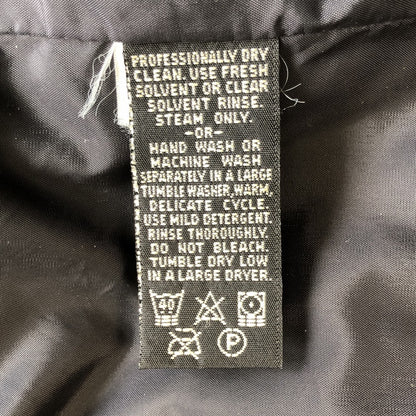 PROFESSIONALLY DRY
CLEAN. USE FRESH
SOLVENT OR CLEAR
SOLVENT RINSE.
STEAM ONLY.
-OR-
HAND WASH OR
MACHINE WASH
SEPARATELY IN A LARGE
TUMBLE WASHER, WARM,
DELICATE CYCLE.
USE MILD DETERGENT.
RINSE THOROUGHLY.
DO NOT BLEACH.
TUMBLE DRY LOW
IN A LARGE DRYER.
40
P